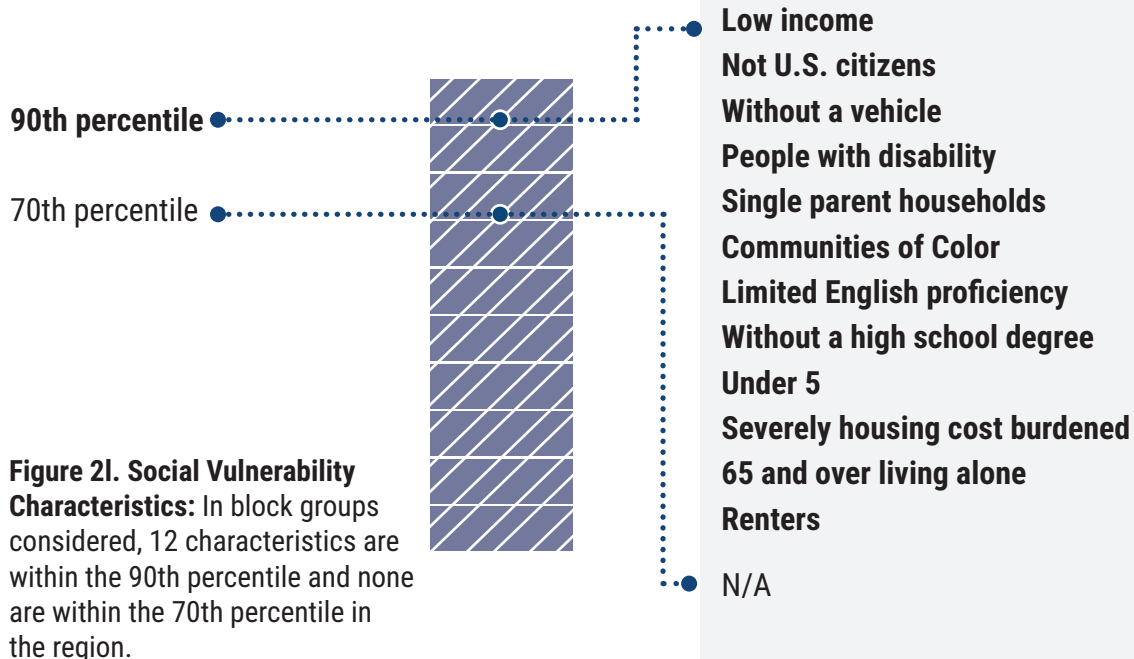 Low income
Not U.S. citizens
Without a vehicle
People with disability
Single parent households
Communities of Color
Limited English proficiency
Without a high school degree
Under 5
Severely housing cost burdened
65 and over living alone
Renters
N/A
90th percentile
70th percentile
Figure 2l. Social Vulnerability
Characteristics: In block groups
considered, 12 characteristics are
within the 90th percentile and none
are within the 70th percentile in
the region.